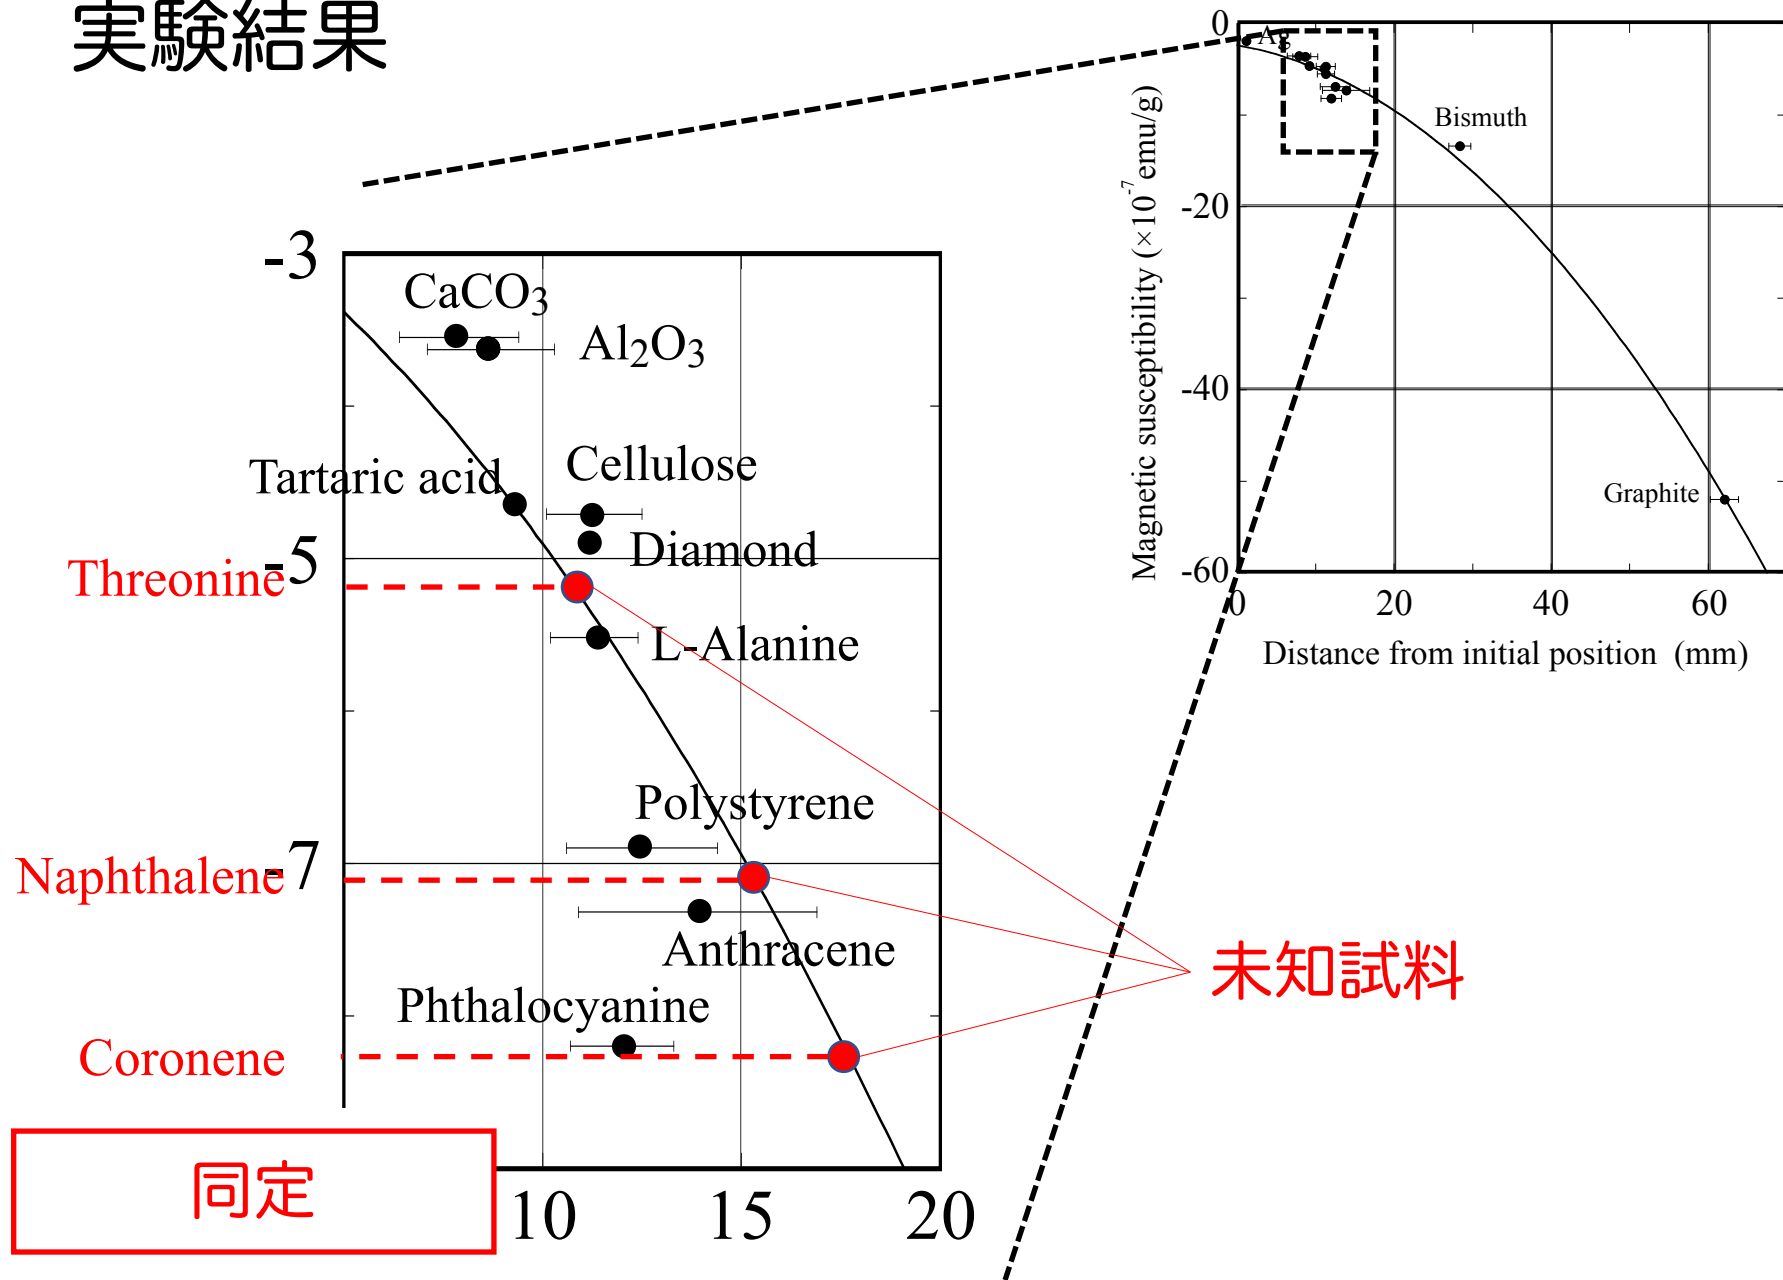 実験結果
0
Ag
Bismuth
-20
-40
Graphite
-60
0
20
40
60
Magnetic susceptibility (×10⁻⁷emu/g)
Distance from initial position (mm)
-3
CaCO₃
Al₂O₃
Tartaric acid
Cellulose
Diamond
-5
Threonine
L-Alanine
Polystyrene
-7
Naphthalene
Anthracene
未知試料
Phthalocyanine
Coronene
同定
10
15
20